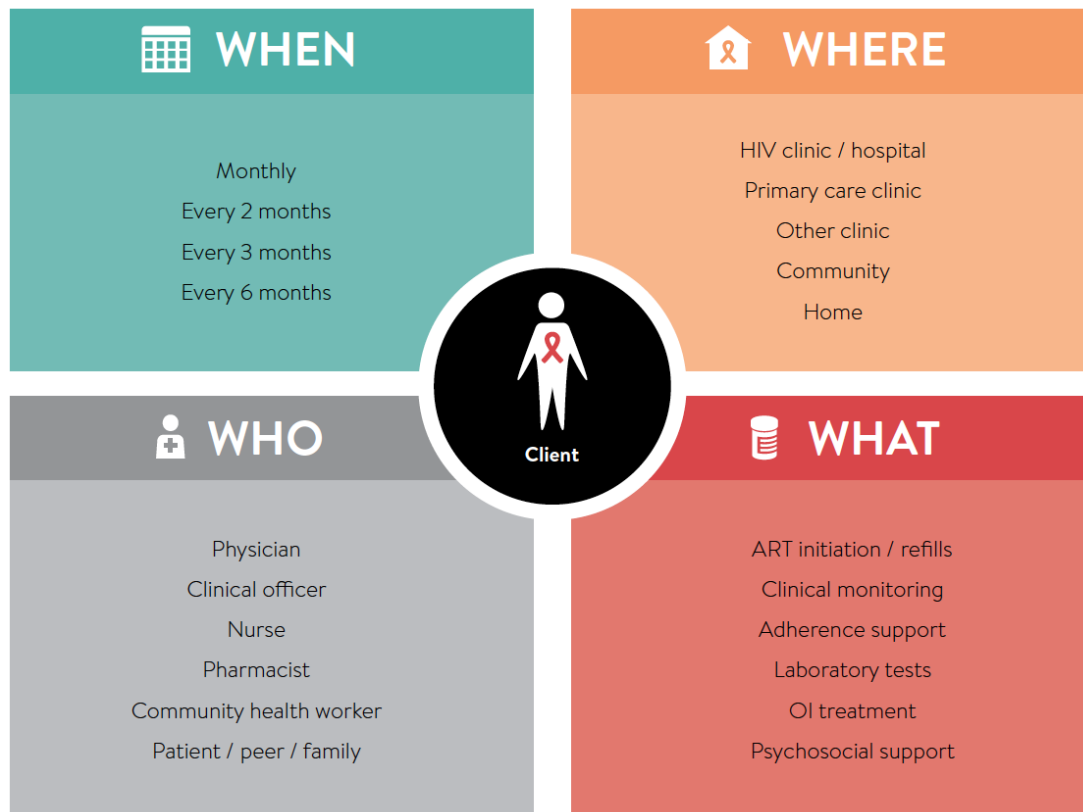 WHEN
Monthly
Every 2 months
Every 3 months
Every 6 months
WHERE
HIV clinic / hospital
Primary care clinic
Other clinic
Community
Home
Client
WHO
Physician
Clinical officer
Nurse
Pharmacist
Community health worker
Patient / peer / family
WHAT
ART initiation / refills
Clinical monitoring
Adherence support
Laboratory tests
OI treatment
Psychosocial support